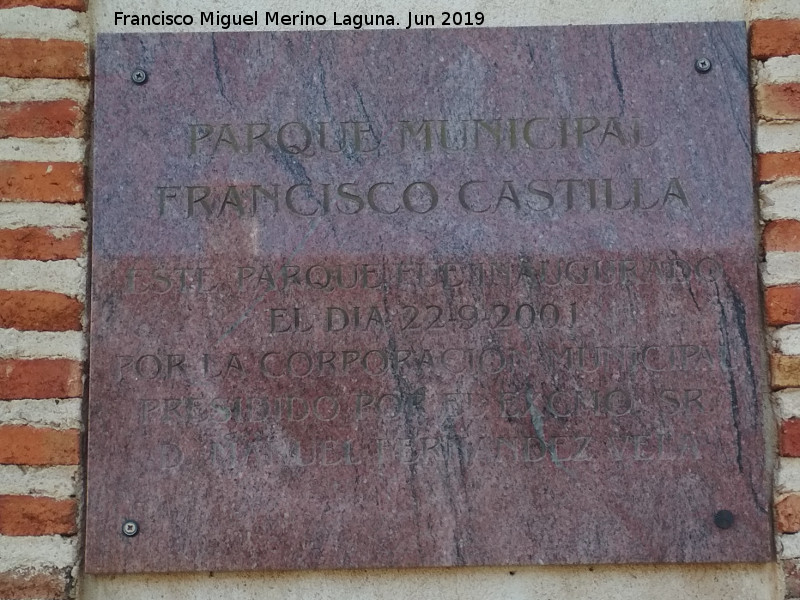 Francisco Miguel Merino Laguna. Jun 2019
PARQUE MUNICIPAL
FRANCISCO CASTILLA
ESTE PARQUE FUE INAUGURADO
EL DIA 22-9-2001
POR LA CORPORACION MUNICIPAL
PRESIDIDO POR EL EXCMO. SR
D. MANUEL FERNANDEZ VELA